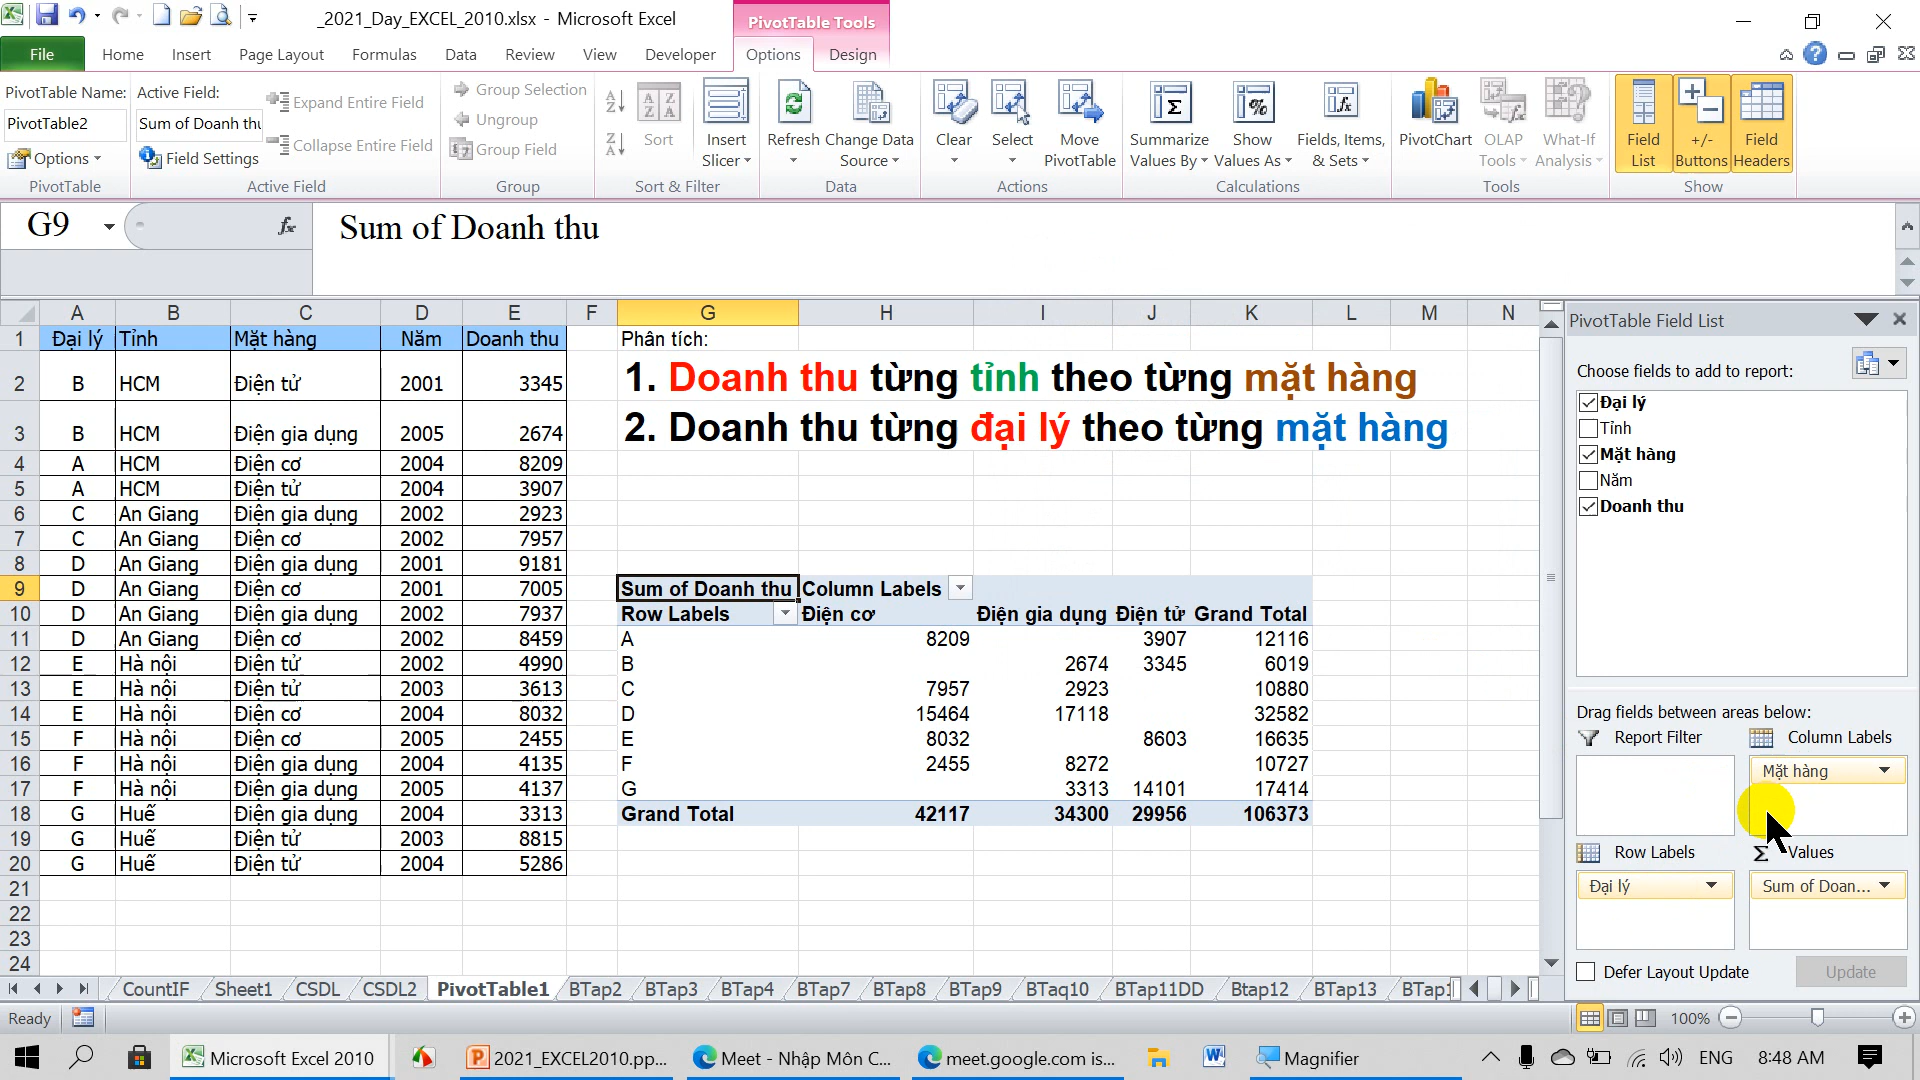 _2021_Day_EXCEL_2010.xlsx - Microsoft Excel
PivotTable Tools
File Home Insert Page Layout Formulas Data Review View Developer Options Design
PivotTable Name: Active Field:
PivotTable2 Sum of Doanh thu
Options Field Settings
Expand Entire Field
Collapse Entire Field
Group Selection
Ungroup
Group Field
Sort
Insert Slicer
Refresh
Change Data Source
Clear
Select
Move PivotTable
Summarize Values By
Show Values As
Fields, Items, & Sets
PivotChart
OLAP Tools
What-If Analysis
Field List
+/- Buttons
Field Headers
PivotTable Active Field Group Sort & Filter Data Actions Calculations Tools Show
G9 fx Sum of Doanh thu
A B C D E F G H I J K L M N
1 Đại lý Tỉnh Mặt hàng Năm Doanh thu Phân tích:
2 B HCM Điện tử 2001 3345 1. Doanh thu từng tỉnh theo từng mặt hàng
3 B HCM Điện gia dụng 2005 2674 2. Doanh thu từng đại lý theo từng mặt hàng
4 A HCM Điện cơ 2004 8209
5 A HCM Điện tử 2004 3907
6 C An Giang Điện gia dụng 2002 2923
7 C An Giang Điện cơ 2002 7957
8 D An Giang Điện gia dụng 2001 9181
9 D An Giang Điện cơ 2001 7005 Sum of Doanh thu Column Labels
10 D An Giang Điện gia dụng 2002 7937 Row Labels Điện cơ Điện gia dụng Điện tử Grand Total
11 D An Giang Điện cơ 2002 8459 A 8209 3907 12116
12 E Hà nội Điện tử 2002 4990 B 2674 3345 6019
13 E Hà nội Điện tử 2003 3613 C 7957 2923 10880
14 E Hà nội Điện cơ 2004 8032 D 15464 17118 32582
15 F Hà nội Điện cơ 2005 2455 E 8032 8603 16635
16 F Hà nội Điện gia dụng 2004 4135 F 2455 8272 10727
17 F Hà nội Điện gia dụng 2005 4137 G 3313 14101 17414
18 G Huế Điện gia dụng 2004 3313 Grand Total 42117 34300 29956 106373
19 G Huế Điện tử 2003 8815
20 G Huế Điện tử 2004 5286
21
22
23
24
PivotTable Field List
Choose fields to add to report:
Đại lý
Tỉnh
Mặt hàng
Năm
Doanh thu
Drag fields between areas below:
Report Filter Column Labels
Mặt hàng
Row Labels Σ Values
Đại lý Sum of Doan...
Defer Layout Update Update
CountIF Sheet1 CSDL CSDL2 PivotTable1 BTap2 BTap3 BTap4 BTap7 BTap8 BTap9 BTaq10 BTap11DD Btap12 BTap13 BTap1
Ready 100%
Microsoft Excel 2010 2021_EXCEL2010.pp... Meet - Nhập Môn C... meet.google.com is... Magnifier ENG 8:48 AM